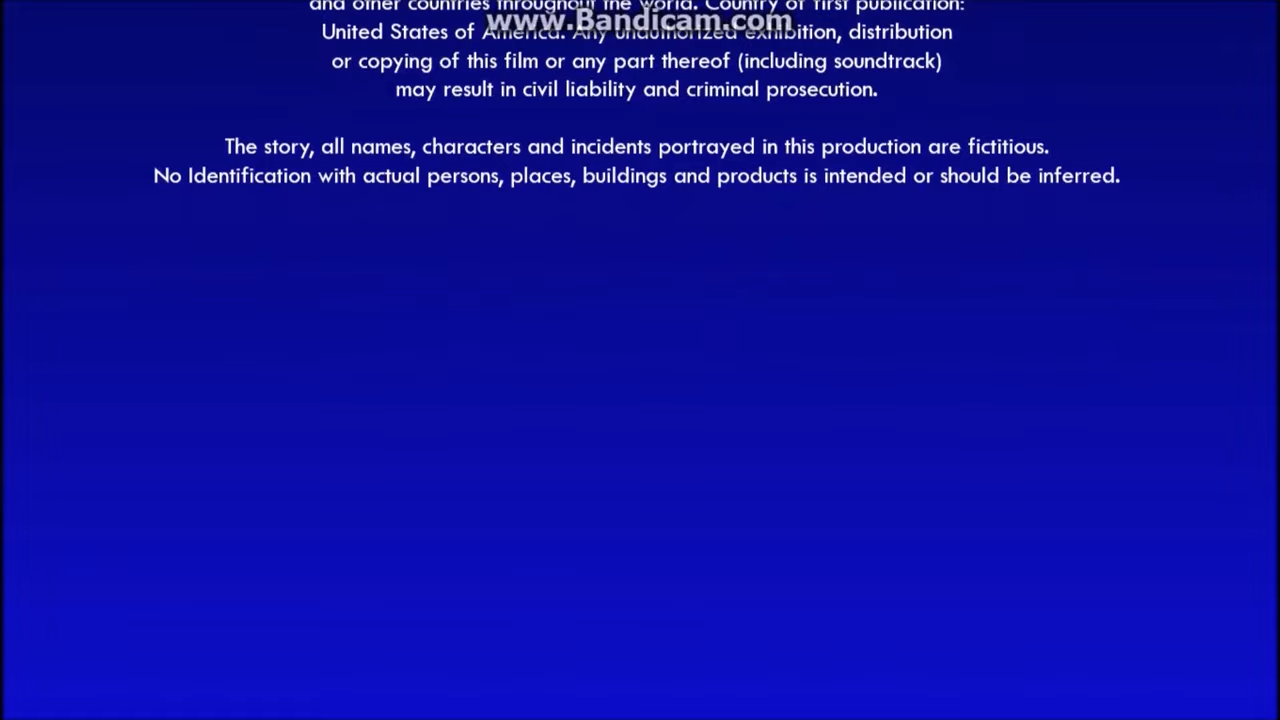 and other countries throughout the world. Country of first publication:
www.Bandicam.com
United States of America. Any unauthorized exhibition, distribution
or copying of this film or any part thereof (including soundtrack)
may result in civil liability and criminal prosecution.
The story, all names, characters and incidents portrayed in this production are fictitious.
No Identification with actual persons, places, buildings and products is intended or should be inferred.